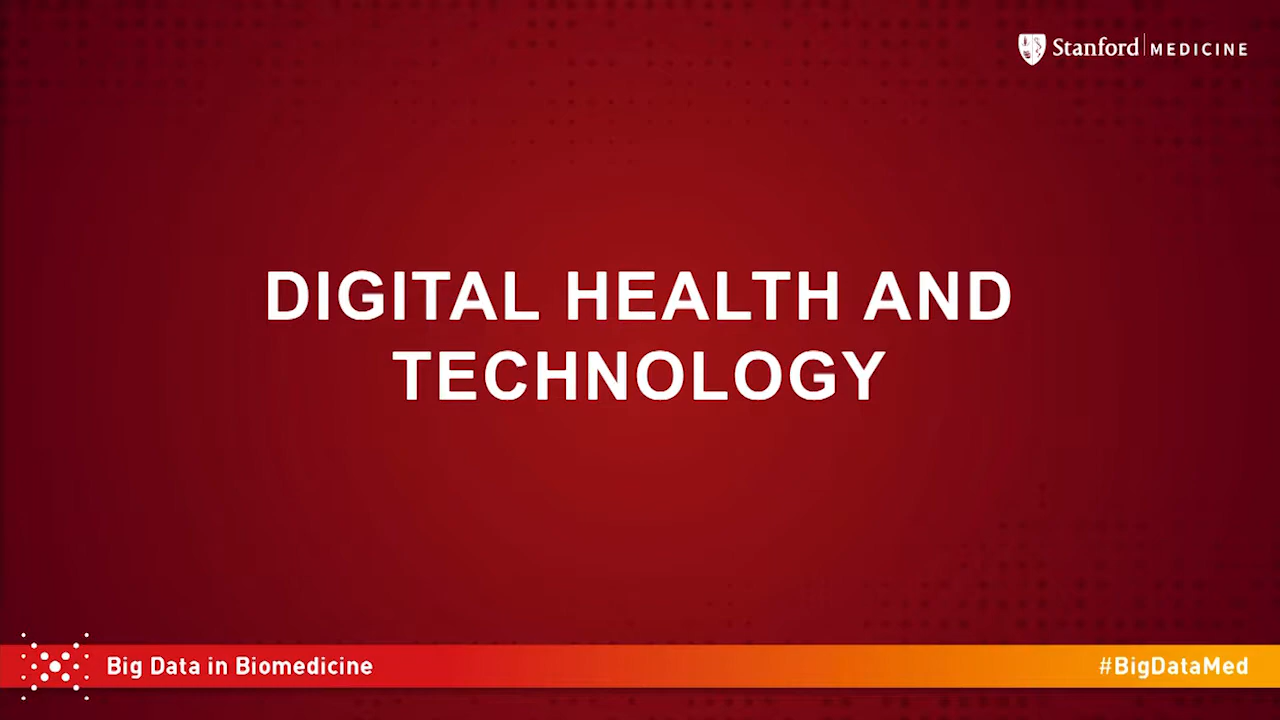 Stanford MEDICINE
DIGITAL HEALTH AND
TECHNOLOGY
Big Data in Biomedicine
#BigDataMed